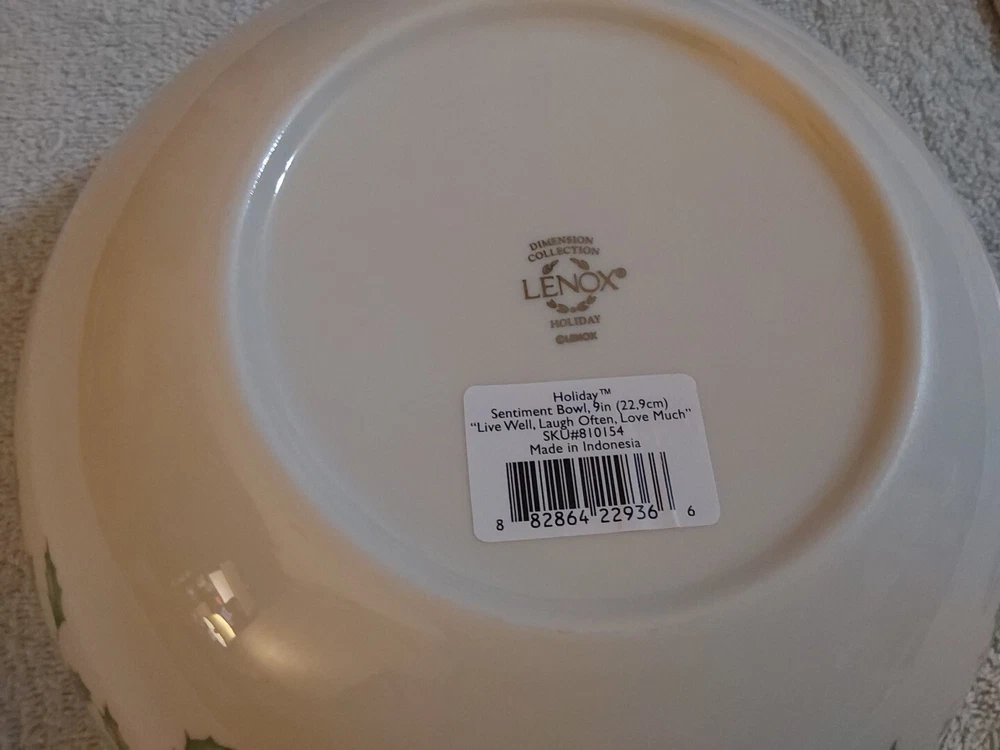 DIMENSION
COLLECTION
LENOX®
HOLIDAY
©LENOX
Holiday™
Sentiment Bowl, 9in (22,9cm)
"Live Well, Laugh Often, Love Much"
SKU#810154
Made in Indonesia
8 82864 22936 6